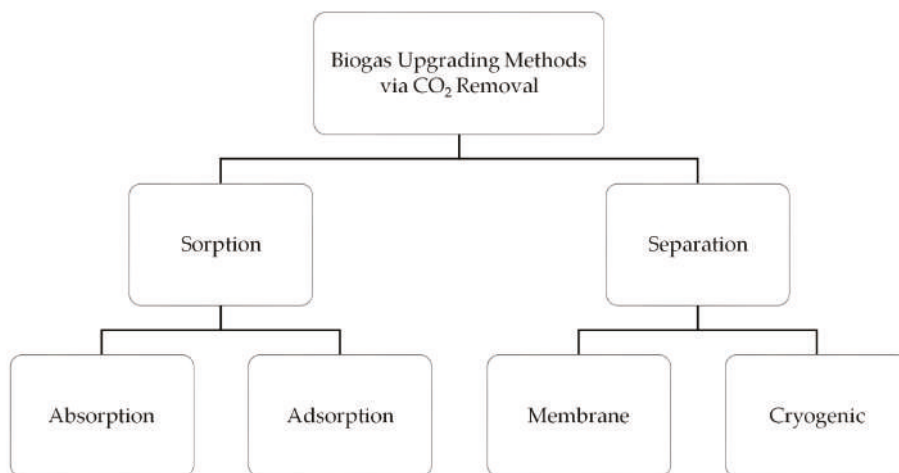 Biogas Upgrading Methods
via CO₂ Removal
Sorption
Separation
Absorption
Adsorption
Membrane
Cryogenic